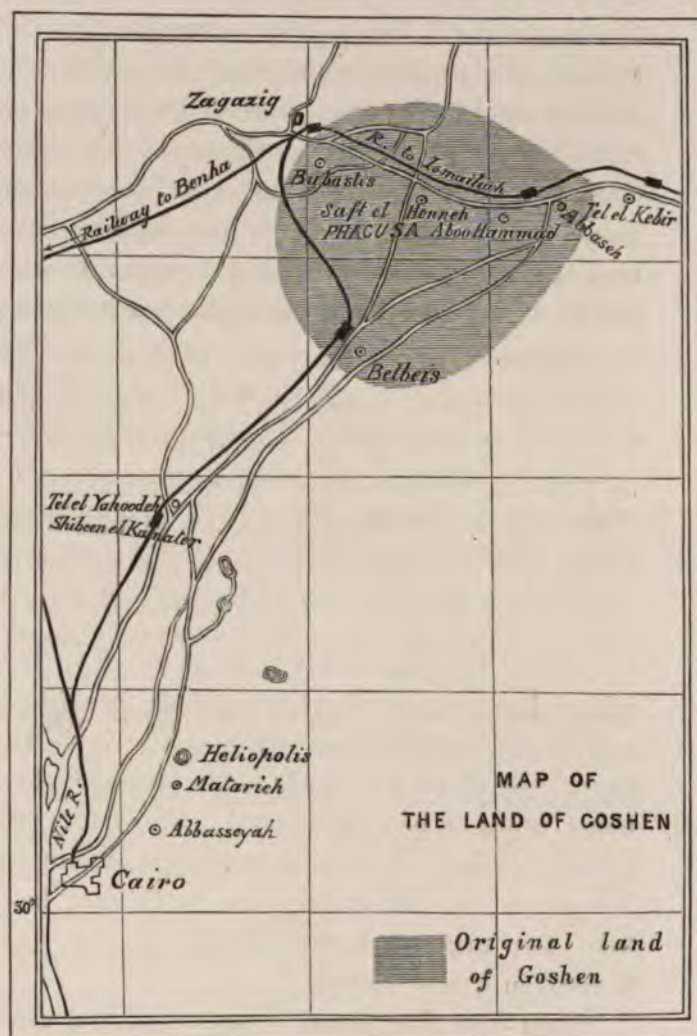 Zagazig
Railway to Benha
R. to Ismailiah
Bubastis
Saft el Henneh
PHACUSA Aboo Hammad
Abbaseh
Tel el Kebir
Belbeis
Tel el Yahoodeh
Shibeen el Kanater
Heliopolis
Matarieh
Abbasseyah
Nile R.
Cairo
30°
MAP OF
THE LAND OF GOSHEN
Original land
of Goshen